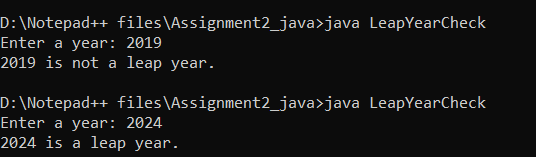 D:\Notepad++ files\Assignment2_java>java LeapYearCheck
Enter a year: 2019
2019 is not a leap year.
D:\Notepad++ files\Assignment2_java>java LeapYearCheck
Enter a year: 2024
2024 is a leap year.